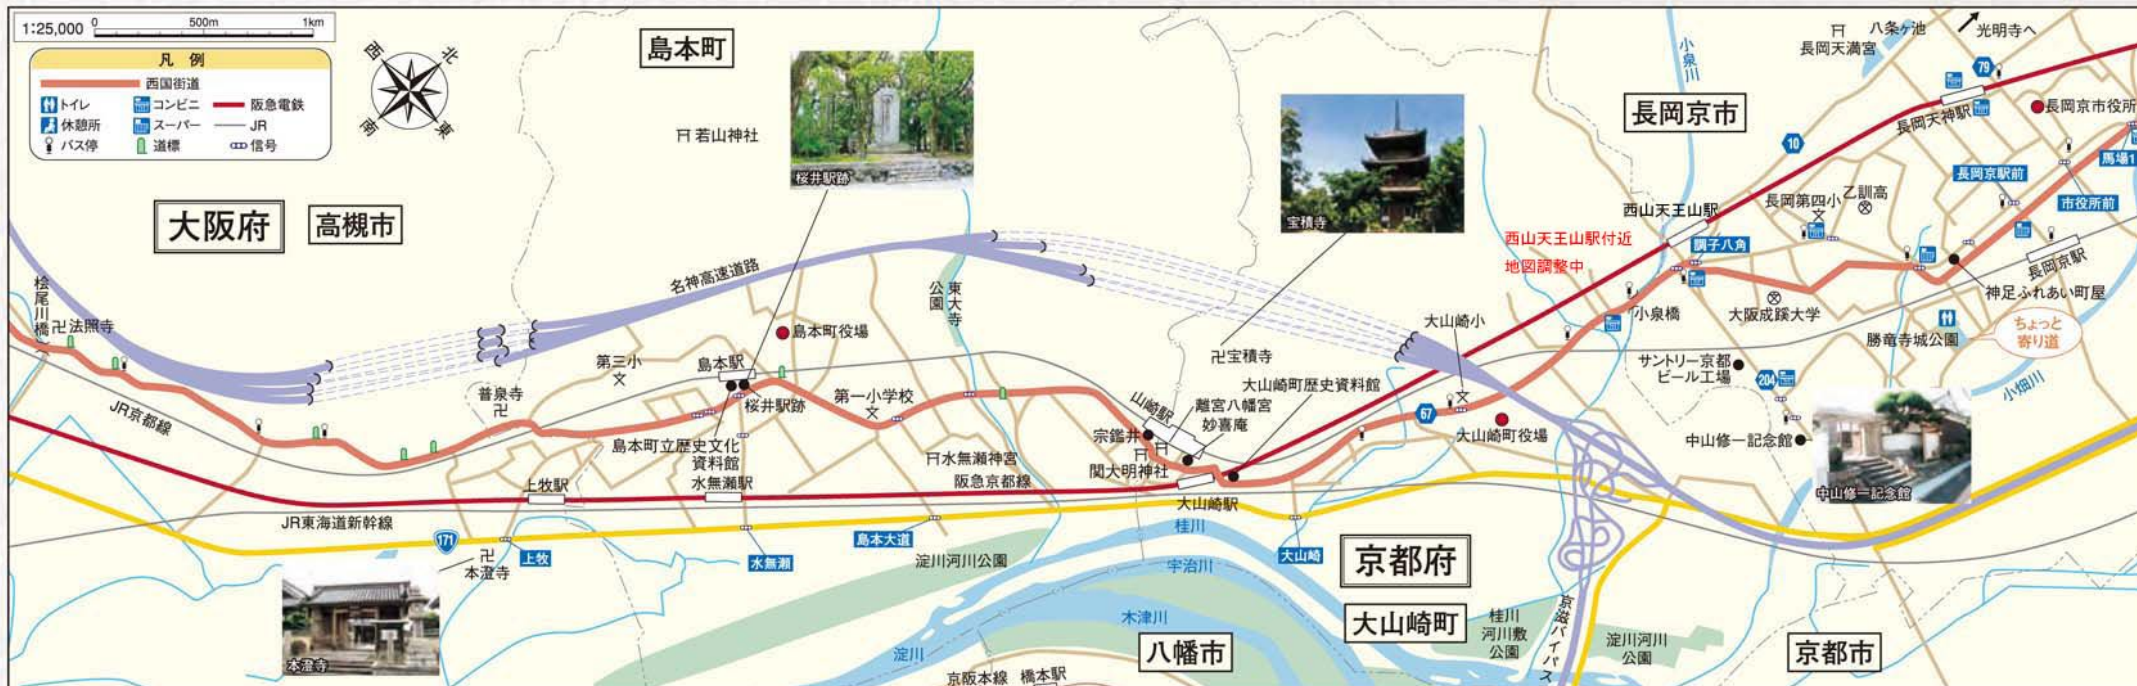 1:25,000
0
500m
1km
凡 例
西国街道
トイレ
コンビニ
阪急電鉄
休憩所
スーパー
JR
バス停
道標
信号
北
西
南
東
島本町
大阪府
高槻市
若山神社
桜井駅跡
宝積寺
長岡京市
小泉川
八条ヶ池
光明寺へ
長岡天満宮
79
長岡天神駅
長岡京市役所
10
馬場1
長岡京駅前
市役所前
長岡第四小
乙訓高
西山天王山駅
西山天王山駅付近
地図調整中
調子八角
長岡京駅
神足ふれあい町屋
小泉橋
大阪成蹊大学
ちょっと
寄り道
勝竜寺城公園
サントリー京都
ビール工場
204
小畑川
中山修一記念館
中山修一記念館
名神高速道路
東大寺
公園
桧尾川橋
卍法照寺
島本町役場
第三小
島本駅
普泉寺
卍
桜井駅跡
第一小学校
JR京都線
島本町立歴史文化
資料館
水無瀬駅
水無瀬神宮
阪急京都線
上牧駅
JR東海道新幹線
171
卍
本澄寺
本澄寺
上牧
水無瀬
島本大道
淀川河川公園
山崎駅
離宮八幡宮
妙喜庵
宗鑑井
関大明神社
大山崎駅
卍宝積寺
大山崎町歴史資料館
大山崎小
67
大山崎町役場
大山崎
桂川
宇治川
木津川
淀川
京都府
大山崎町
八幡市
京阪本線
橋本駅
桂川
河川敷
公園
京滋バイパス
淀川河川
公園
京都市